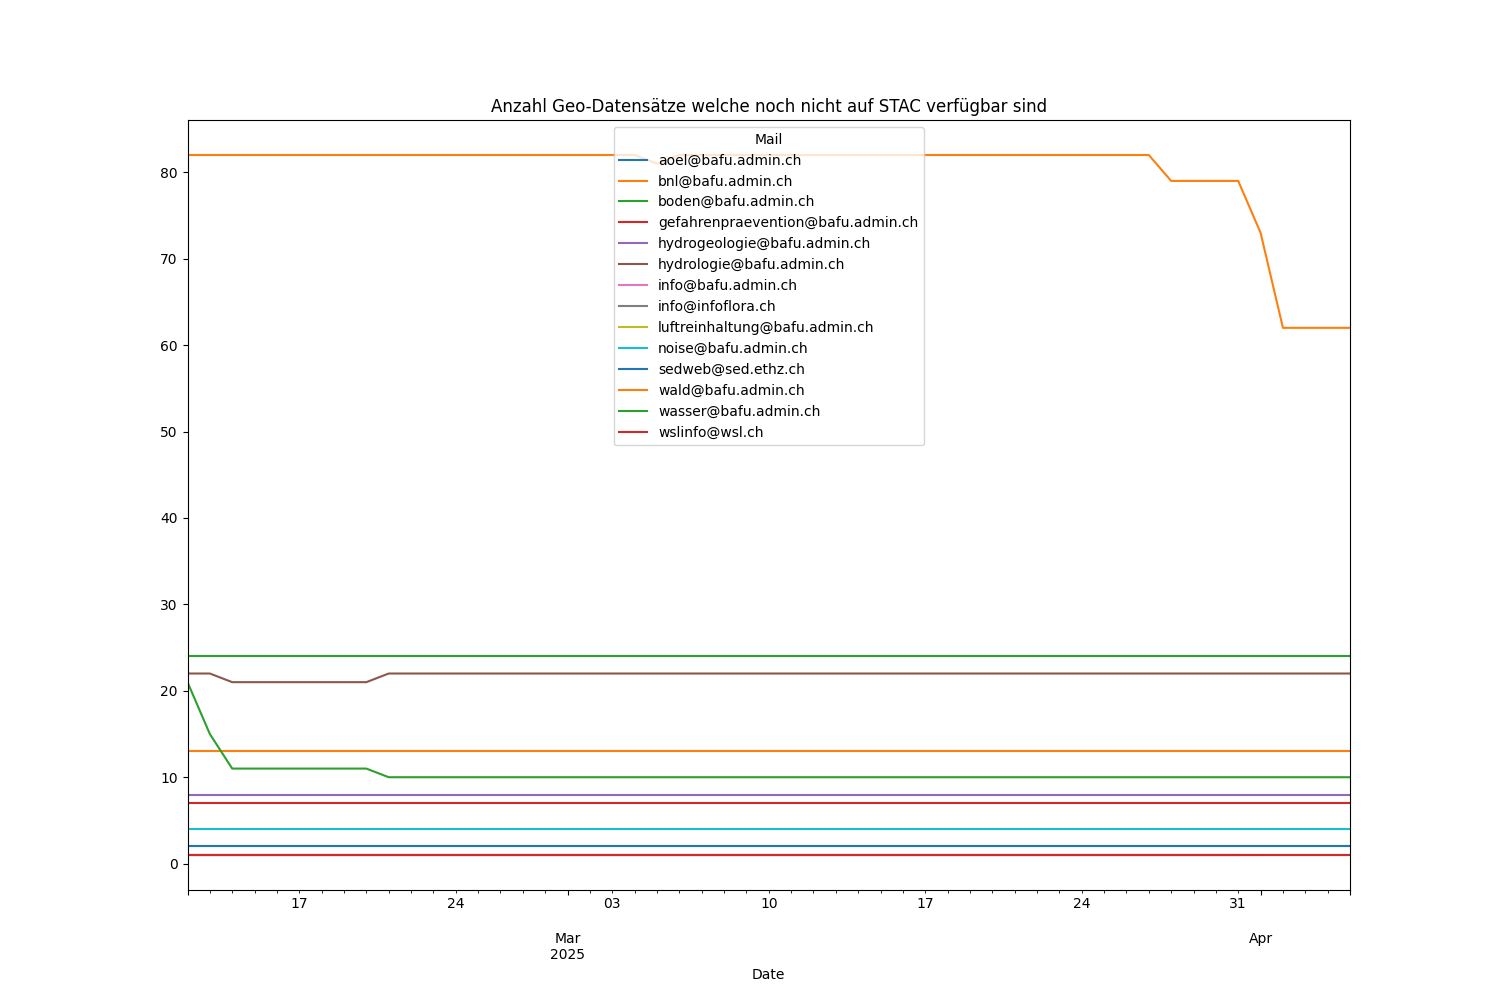 Anzahl Geo-Datensätze welche noch nicht auf STAC verfügbar sind
Mail
aoel@bafu.admin.ch
bnl@bafu.admin.ch
boden@bafu.admin.ch
gefahrenpraevention@bafu.admin.ch
hydrogeologie@bafu.admin.ch
hydrologie@bafu.admin.ch
info@bafu.admin.ch
info@infoflora.ch
luftreinhaltung@bafu.admin.ch
noise@bafu.admin.ch
sedweb@sed.ethz.ch
wald@bafu.admin.ch
wasser@bafu.admin.ch
wslinfo@wsl.ch
80
70
60
50
40
30
20
10
0
17 24 03 10 17 24 31
Mar Apr
2025
Date